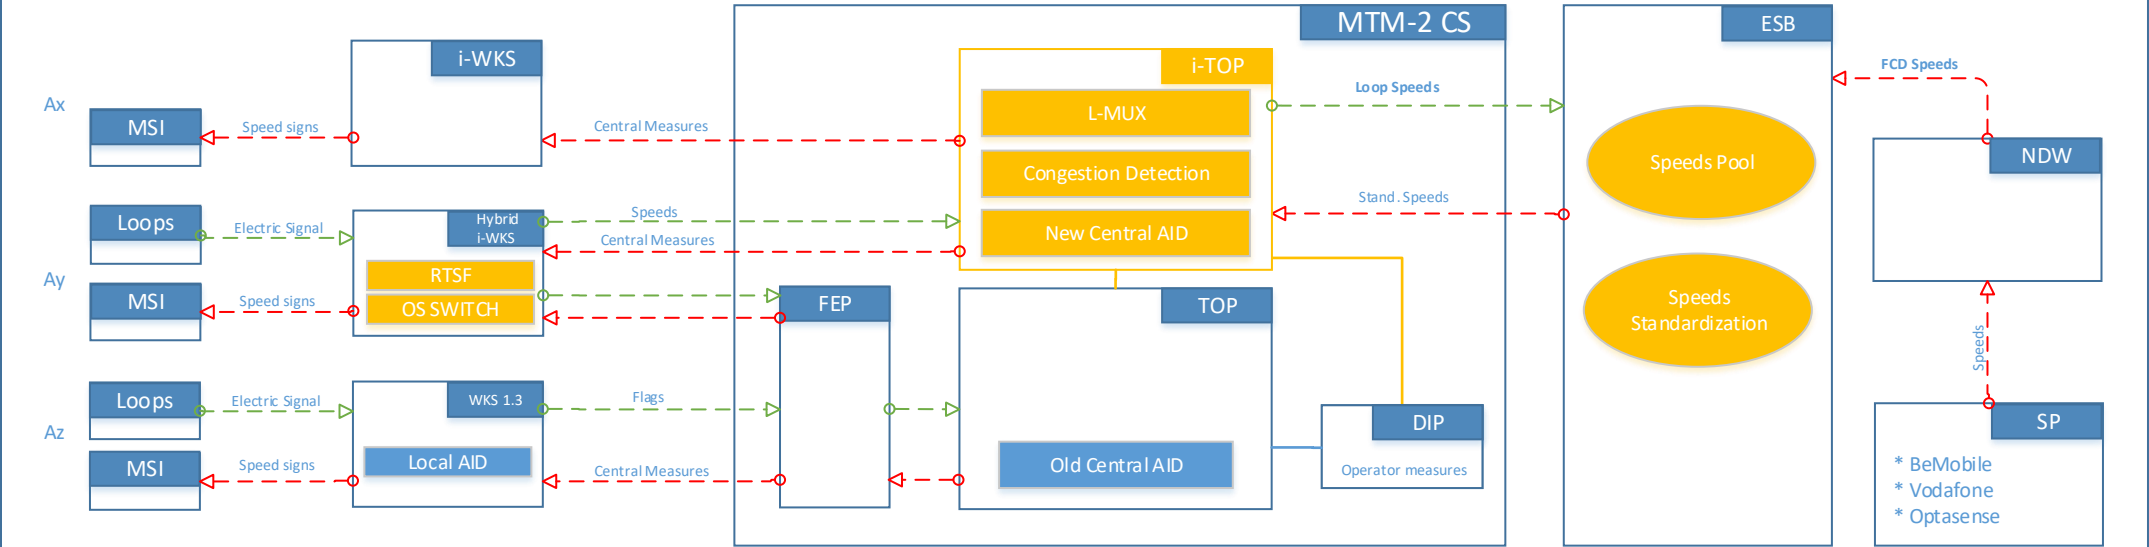 MTM-2 CS
ESB
i-WKS
i-TOP
FCD Speeds
Loop Speeds
Ax
MSI
Speed signs
Central Measures
L-MUX
Speeds Pool
NDW
Congestion Detection
Loops
Electric Signal
Hybrid
i-WKS
Speeds
Central Measures
New Central AID
Stand. Speeds
Ay
RTSF
OS SWITCH
MSI
Speed signs
FEP
TOP
Speeds
Standardization
Speeds
Loops
Electric Signal
WKS 1.3
Flags
DIP
SP
Az
Local AID
Old Central AID
Operator measures
MSI
Speed signs
Central Measures
* BeMobile
* Vodafone
* Optasense